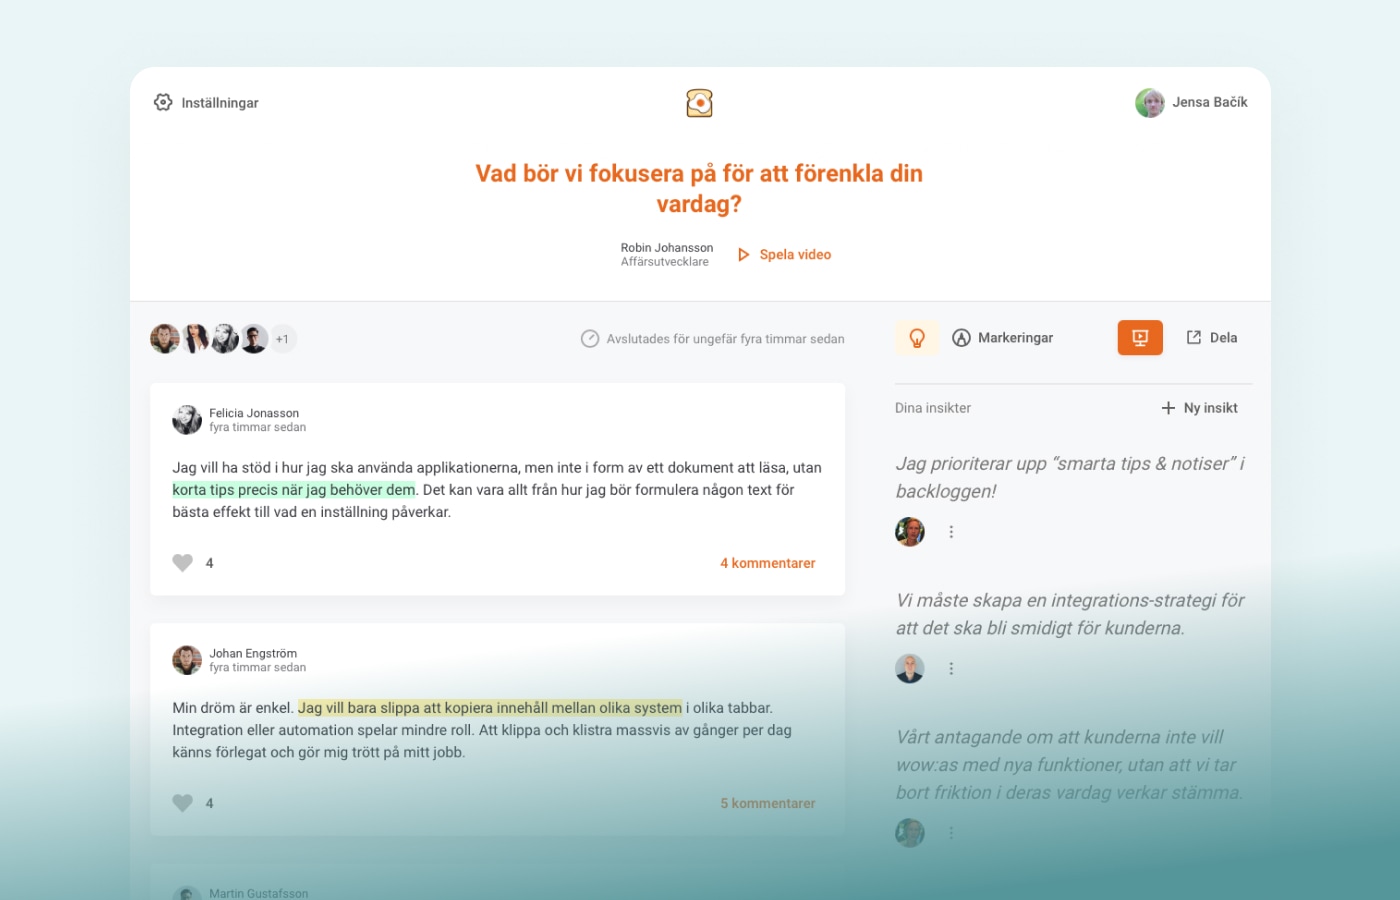 Inställningar
Jensa Bačík
Vad bör vi fokusera på för att förenkla din
vardag?
Robin Johansson
Affärsutvecklare
Spela video
+1
Avslutades för ungefär fyra timmar sedan
Markeringar
Dela
Felicia Jonasson
fyra timmar sedan
Jag vill ha stöd i hur jag ska använda applikationerna, men inte i form av ett dokument att läsa, utan
korta tips precis när jag behöver dem. Det kan vara allt från hur jag bör formulera någon text för
bästa effekt till vad en inställning påverkar.
4
4 kommentarer
Johan Engström
fyra timmar sedan
Min dröm är enkel. Jag vill bara slippa att kopiera innehåll mellan olika system i olika tabbar.
Integration eller automation spelar mindre roll. Att klippa och klistra massvis av gånger per dag
känns förlegat och gör mig trött på mitt jobb.
4
5 kommentarer
Martin Gustafsson
Dina insikter
Ny insikt
Jag prioriterar upp “smarta tips & notiser” i
backloggen!
Vi måste skapa en integrations-strategi för
att det ska bli smidigt för kunderna.
Vårt antagande om att kunderna inte vill
wow:as med nya funktioner, utan att vi tar
bort friktion i deras vardag verkar stämma.